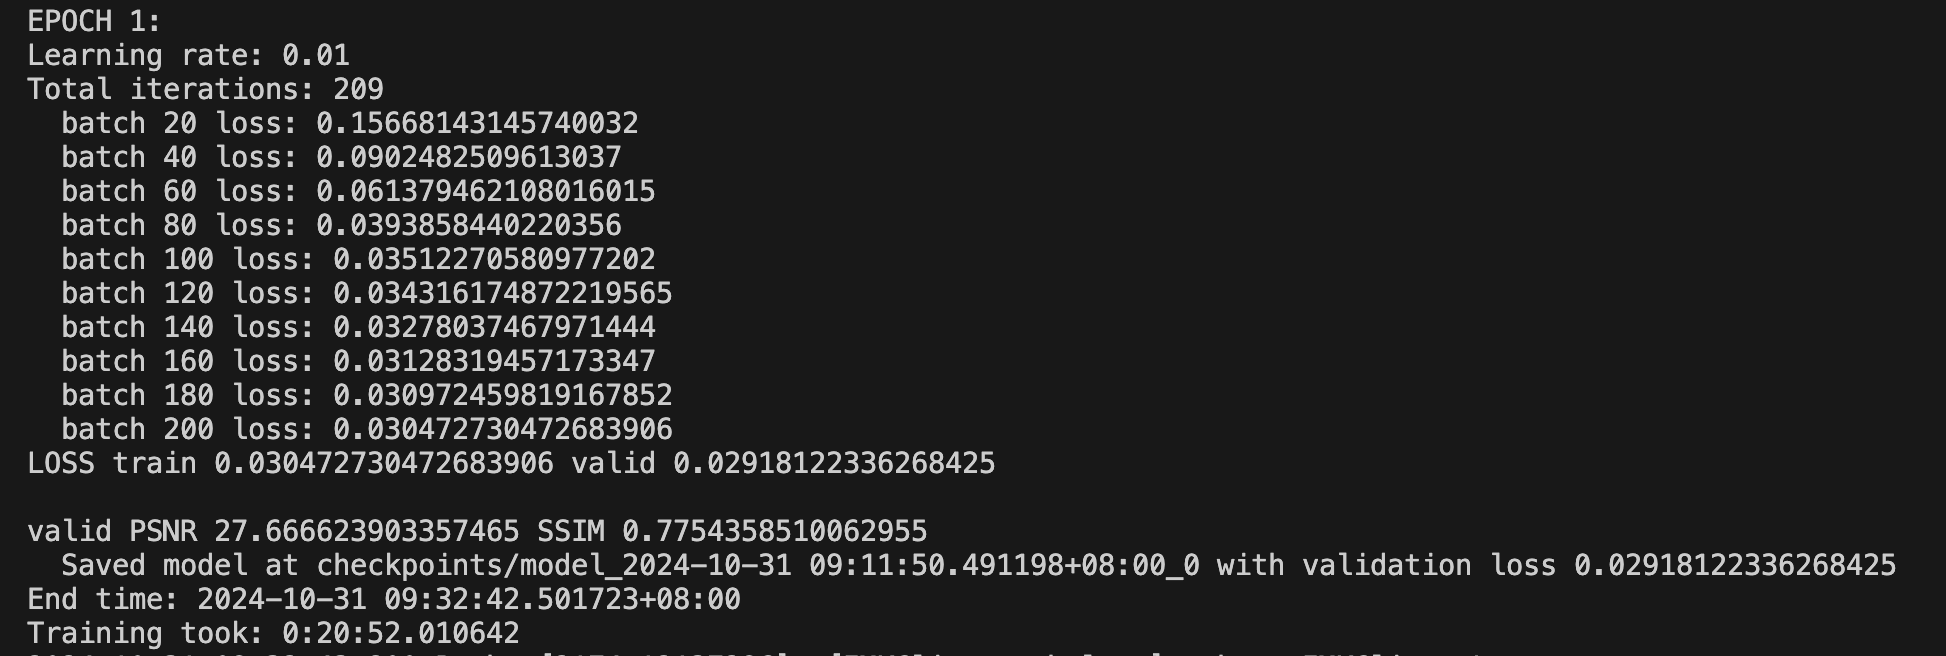 EPOCH 1:
Learning rate: 0.01
Total iterations: 209
batch 20 loss: 0.15668143145740032
batch 40 loss: 0.0902482509613037
batch 60 loss: 0.061379462108016015
batch 80 loss: 0.0393858440220356
batch 100 loss: 0.03512270580977202
batch 120 loss: 0.034316174872219565
batch 140 loss: 0.03278037467971444
batch 160 loss: 0.03128319457173347
batch 180 loss: 0.030972459819167852
batch 200 loss: 0.030472730472683906
LOSS train 0.030472730472683906 valid 0.02918122336268425
valid PSNR 27.666623903357465 SSIM 0.7754358510062955
Saved model at checkpoints/model_2024-10-31 09:11:50.491198+08:00_0 with validation loss 0.02918122336268425
End time: 2024-10-31 09:32:42.501723+08:00
Training took: 0:20:52.010642